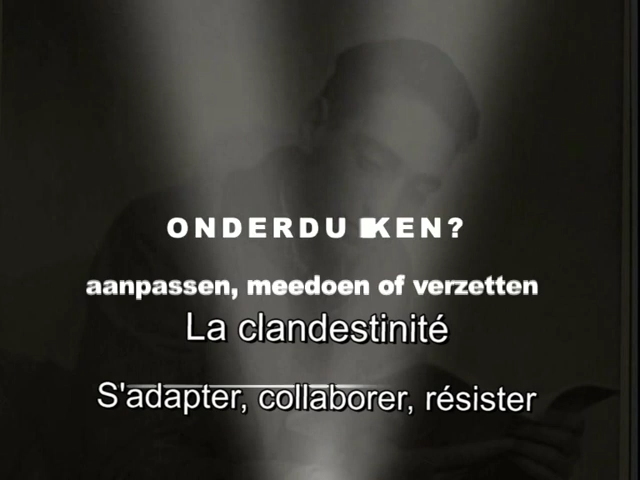 ONDERDUIKEN?
aanpassen, meedoen of verzetten
La clandestinité
S'adapter, collaborer, résister